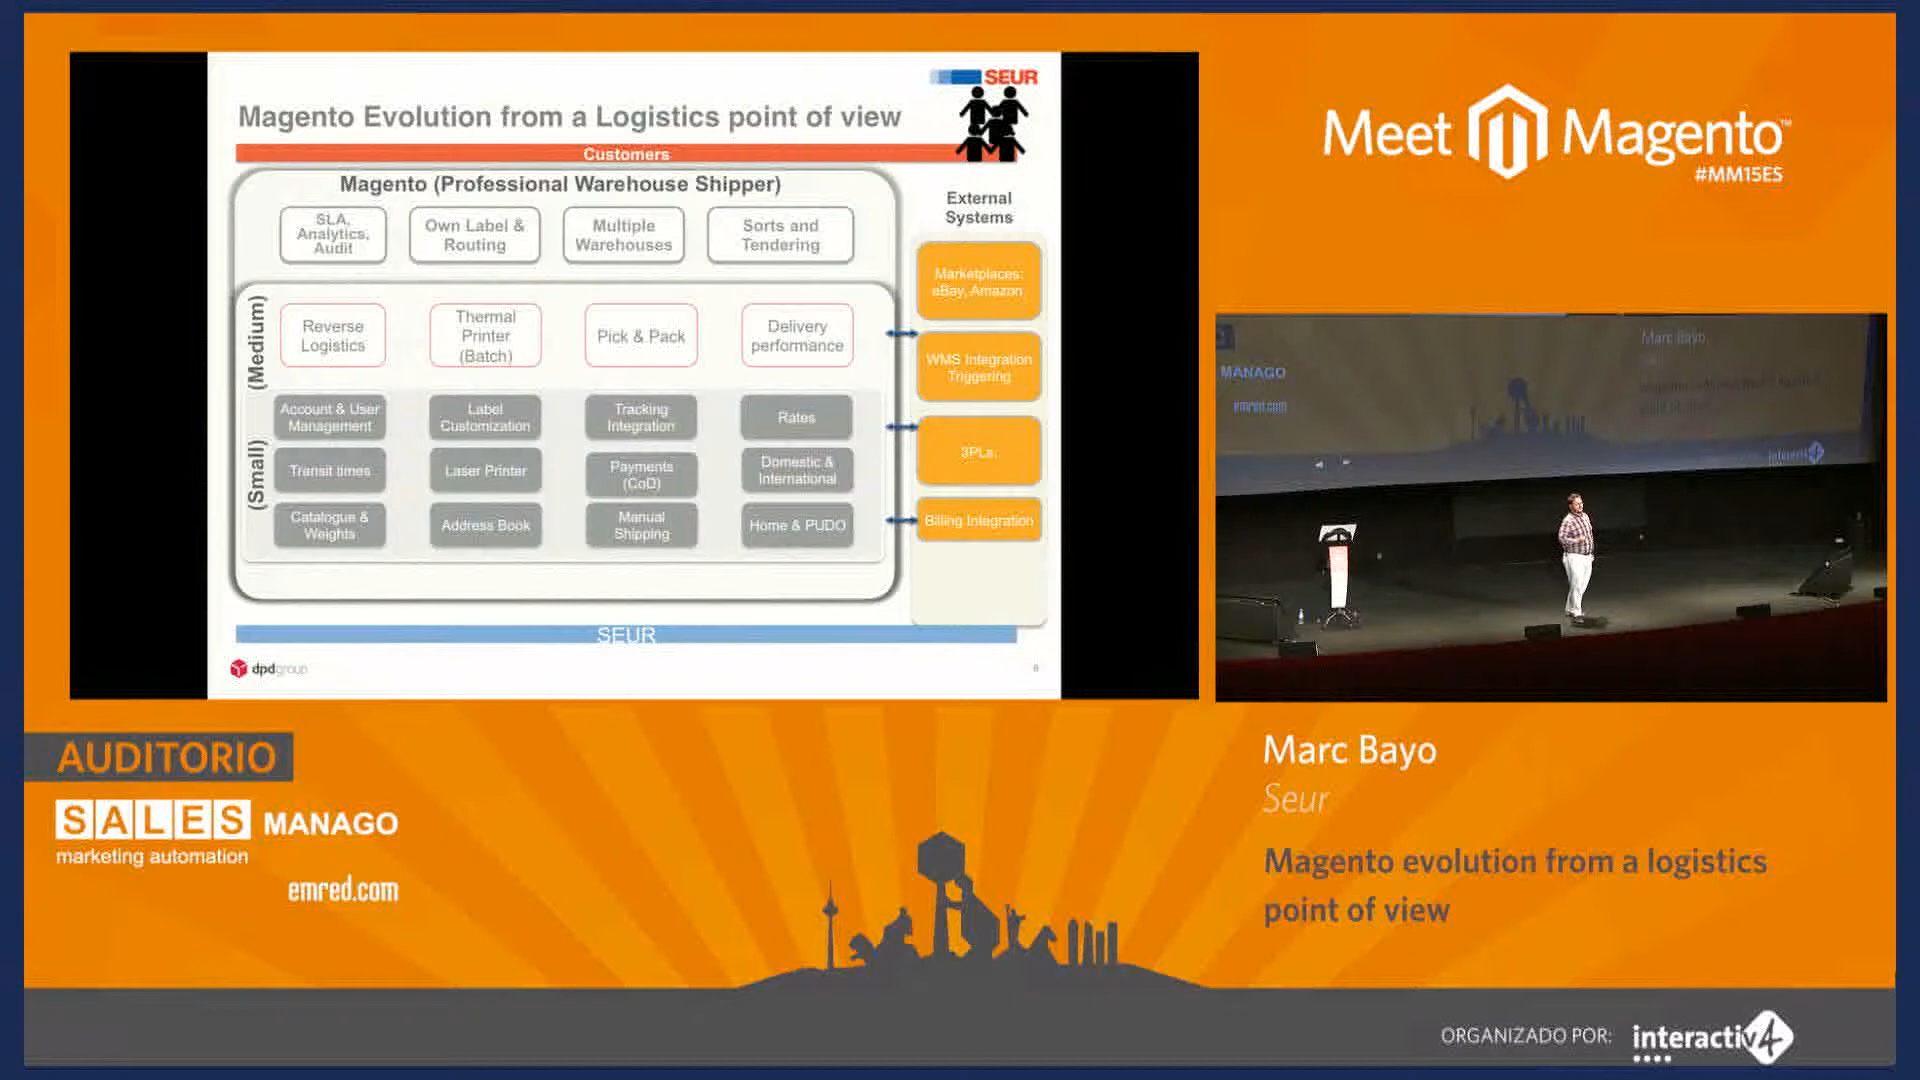 SEUR
Magento Evolution from a Logistics point of view
Customers
Magento (Professional Warehouse Shipper)
SLA,
Analytics,
Audit
Own Label &
Routing
Multiple
Warehouses
Sorts and
Tendering
External
Systems
(Medium)
Reverse
Logistics
Thermal
Printer
(Batch)
Pick & Pack
Delivery
performance
Marketplaces:
eBay, Amazon
WMS Integration
Triggering
3PLs.
Billing Integration
(Small)
Account & User
Management
Label
Customization
Tracking
Integration
Rates
Transit times
Laser Printer
Payments
(CoD)
Domestic &
International
Catalogue &
Weights
Address Book
Manual
Shipping
Home & PUDO
SEUR
dpdgroup
6
Meet Magento™
#MM15ES
Marc Bayo
MANAGO
emred.com
interactiv4
AUDITORIO
SALES MANAGO
marketing automation
emred.com
Marc Bayo
Seur
Magento evolution from a logistics
point of view
ORGANIZADO POR:
interactiv4